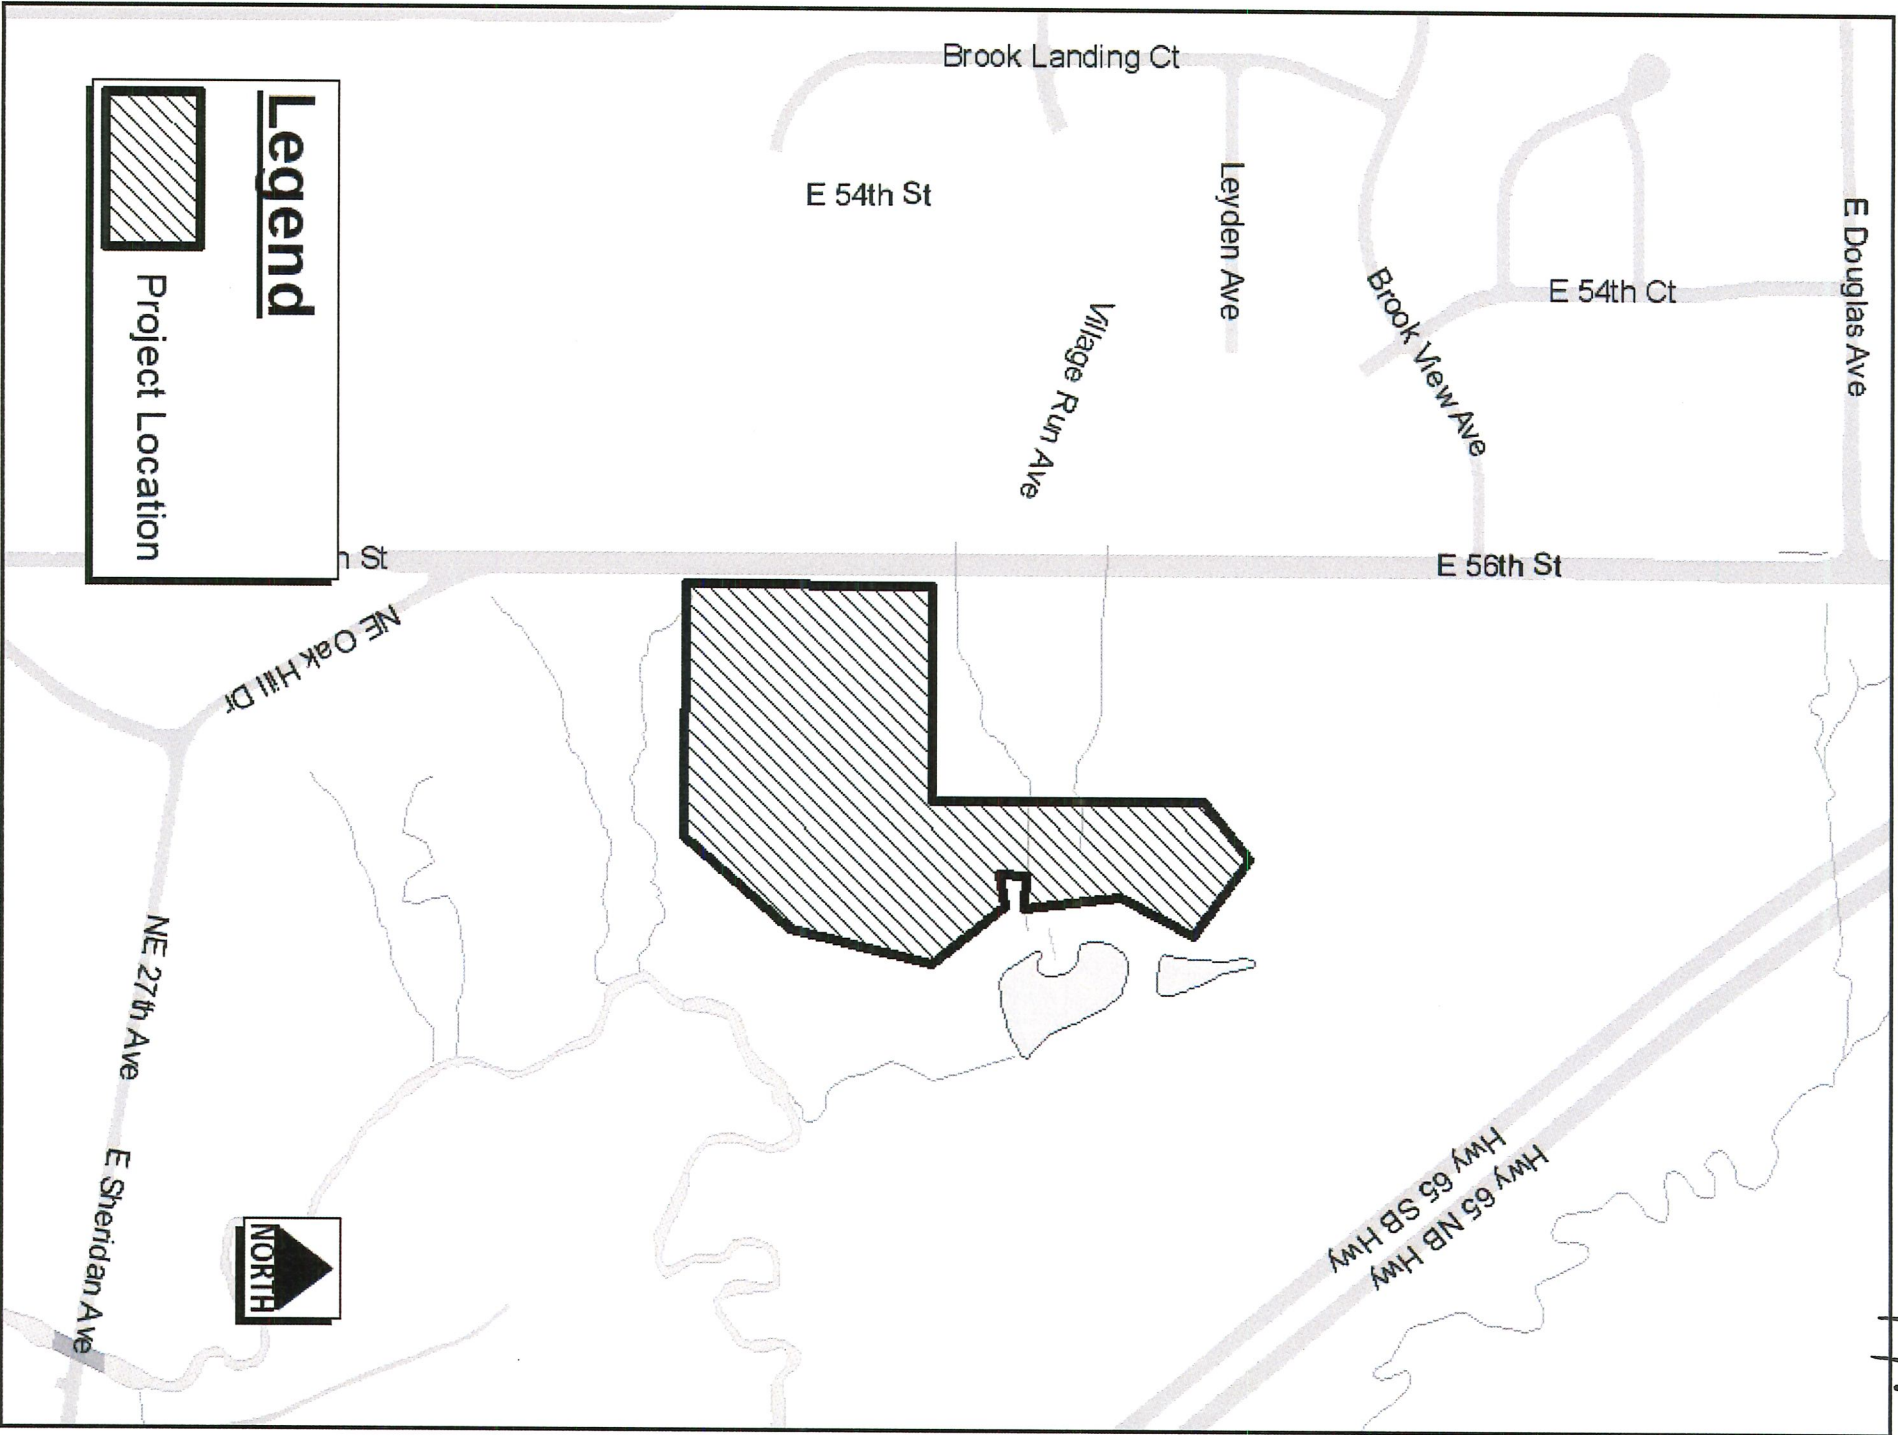 Brook Landing Ct
E 54th St
Leyden Ave
Village Run Ave
Brook View Ave
E 54th Ct
E Douglas Ave
Legend
Project Location
h St
E 56th St
NE Oak Hill Dr
NE 27th Ave
E Sheridan Ave
NORTH
Hwy 65 SB Hwy
Hwy 65 NB Hwy